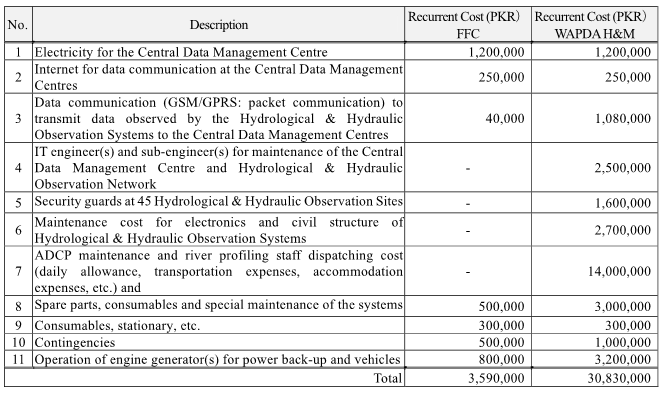 No. Description Recurrent Cost (PKR) FFC Recurrent Cost (PKR) WAPDA H&M
1 Electricity for the Central Data Management Centre 1,200,000 1,200,000
2 Internet for data communication at the Central Data Management
Centres 250,000 250,000
3 Data communication (GSM/GPRS: packet communication) to
transmit data observed by the Hydrological & Hydraulic
Observation Systems to the Central Data Management Centres 40,000 1,080,000
4 IT engineer(s) and sub-engineer(s) for maintenance of the Central
Data Management Centre and Hydrological & Hydraulic
Observation Network - 2,500,000
5 Security guards at 45 Hydrological & Hydraulic Observation Sites - 1,600,000
6 Maintenance cost for electronics and civil structure of
Hydrological & Hydraulic Observation Systems - 2,700,000
7 ADCP maintenance and river profiling staff dispatching cost
(daily allowance, transportation expenses, accommodation
expenses, etc.) and - 14,000,000
8 Spare parts, consumables and special maintenance of the systems 500,000 3,000,000
9 Consumables, stationary, etc. 300,000 300,000
10 Contingencies 500,000 1,000,000
11 Operation of engine generator(s) for power back-up and vehicles 800,000 3,200,000
Total 3,590,000 30,830,000